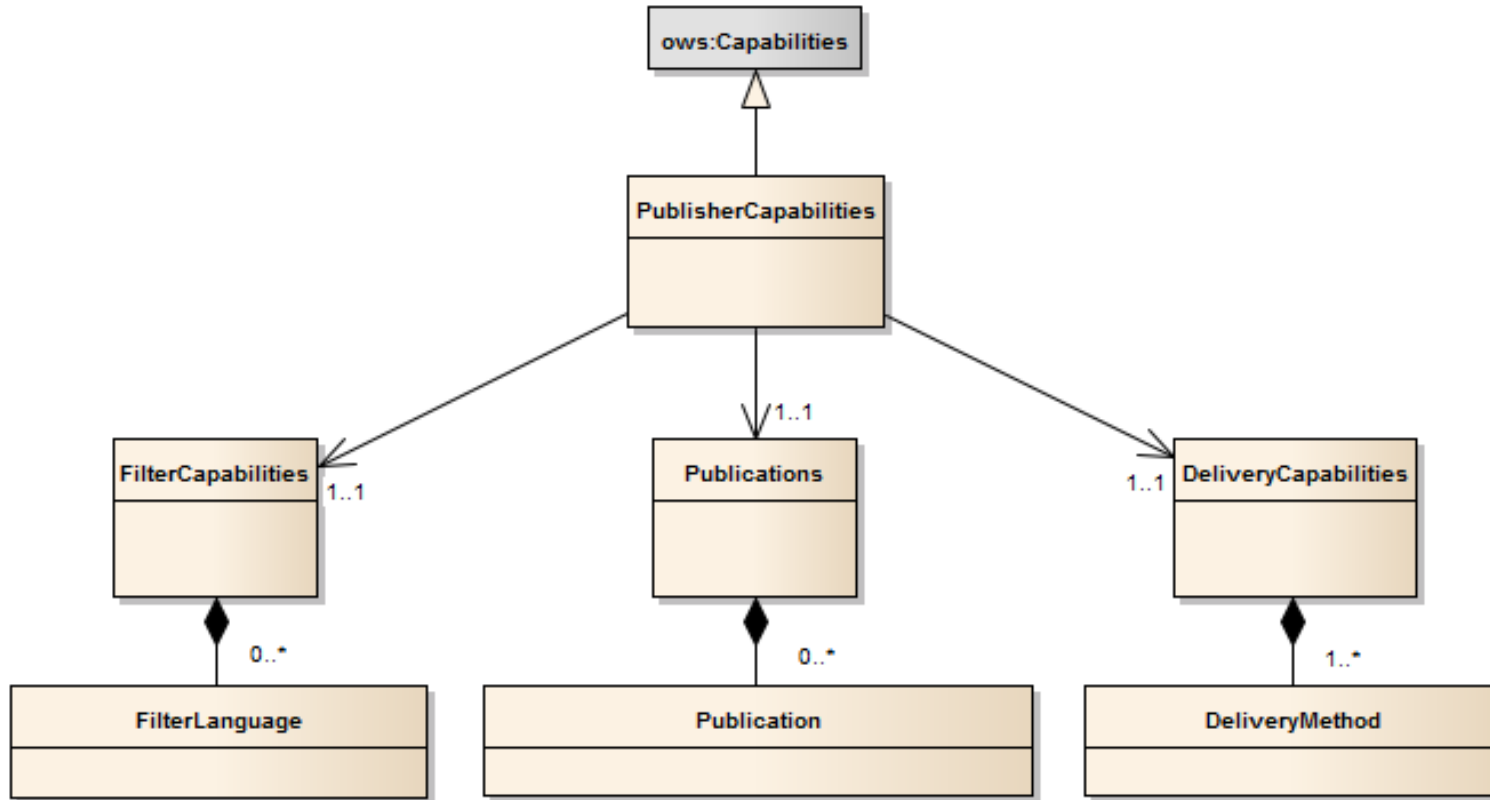 ows:Capabilities
PublisherCapabilities
1..1
FilterCapabilities
Publications
DeliveryCapabilities
1..1
1..1
0..*
0..*
1..*
FilterLanguage
Publication
DeliveryMethod